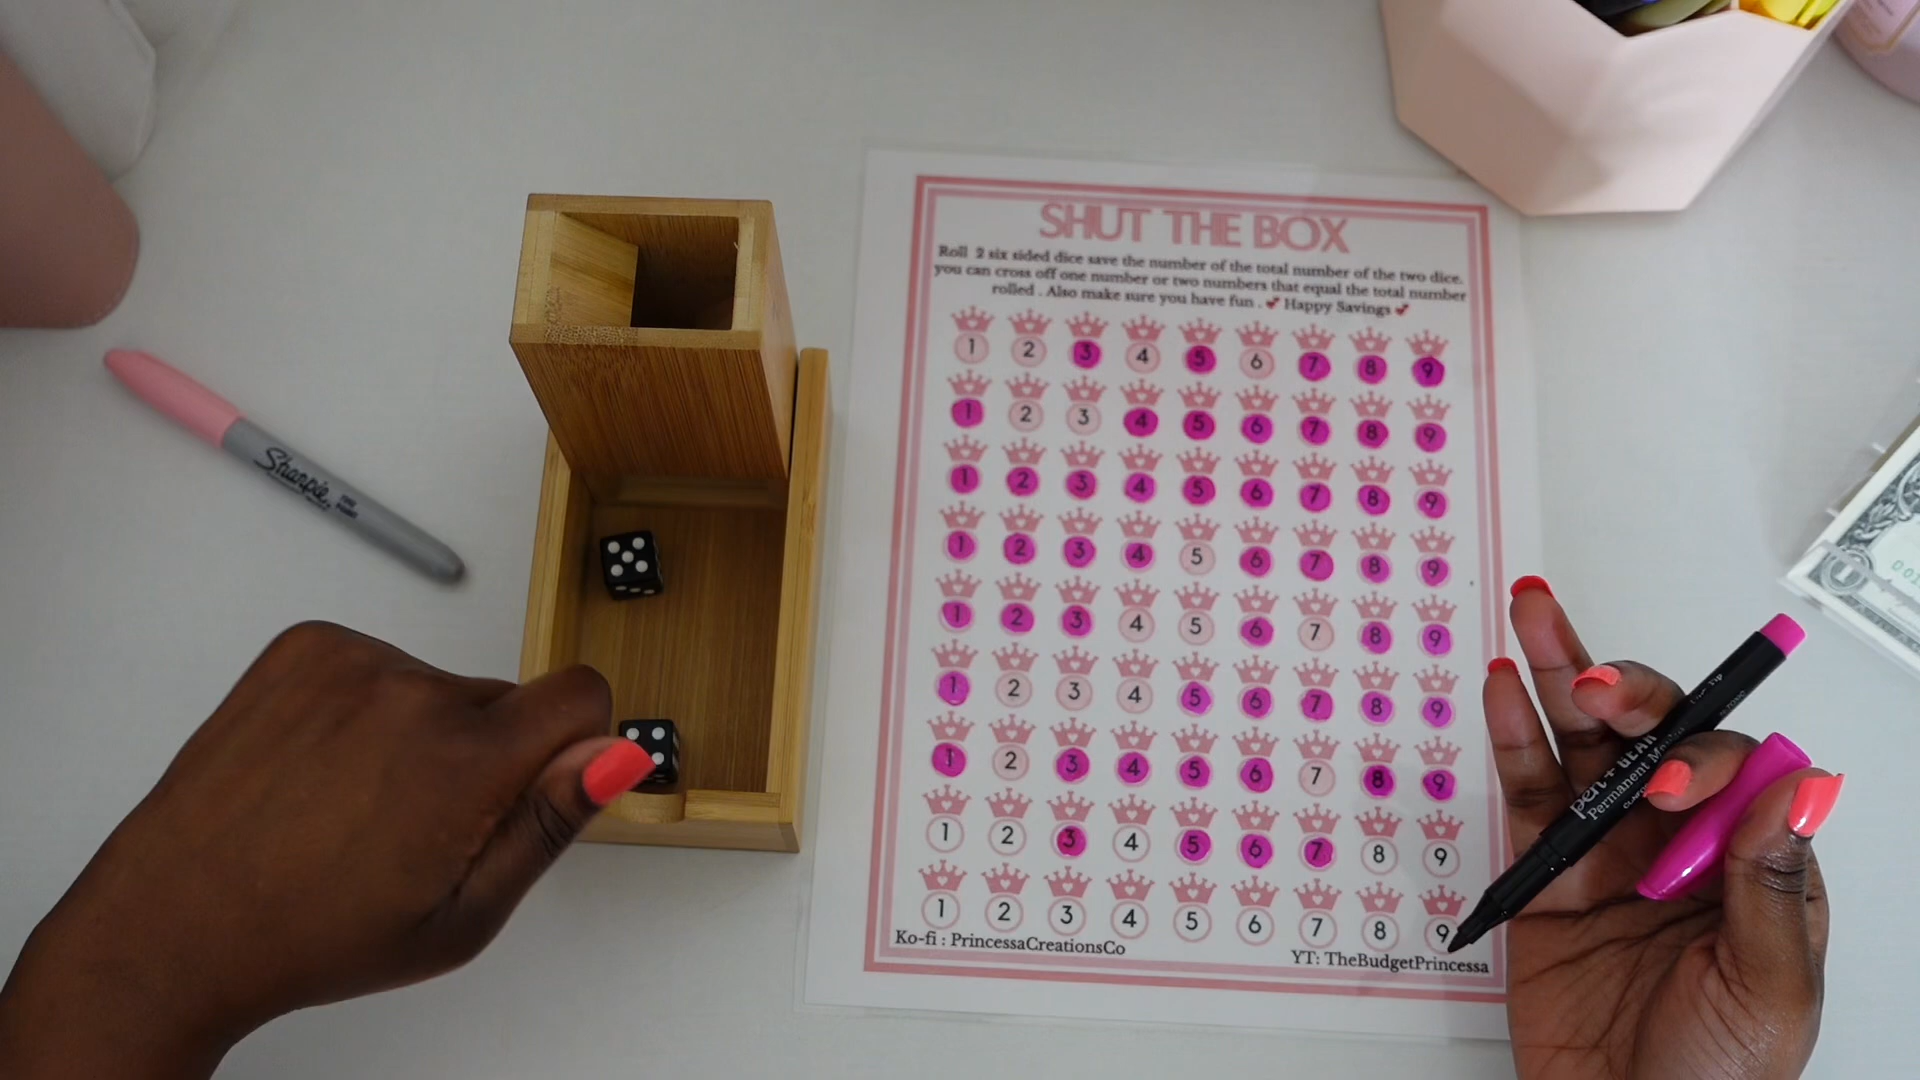 SHUT THE BOX
Roll 2 six sided dice save the number of the total number of the two dice.
you can cross off one number or two numbers that equal the total number
rolled . Also make sure you have fun . 💕 Happy Savings 💕
1 2 3 4 5 6 7 8 9
1 2 3 4 5 6 7 8 9
1 2 3 4 5 6 7 8 9
1 2 3 4 5 6 7 8 9
1 2 3 4 5 6 7 8 9
1 2 3 4 5 6 7 8 9
1 2 3 4 5 6 7 8 9
1 2 3 4 5 6 7 8 9
1 2 3 4 5 6 7 8 9
Ko-fi : PrincessaCreationsCo
YT: TheBudgetPrincessa
Sharpie
pen+GEAR